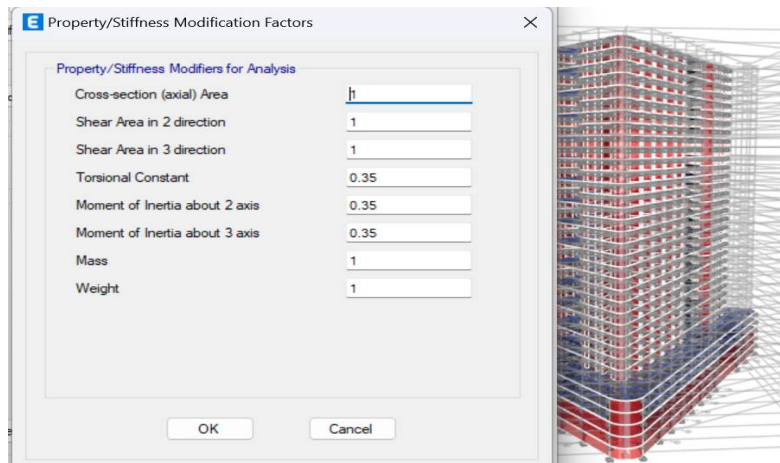 E Property/Stiffness Modification Factors
Property/Stiffness Modifiers for Analysis
Cross-section (axial) Area 1
Shear Area in 2 direction 1
Shear Area in 3 direction 1
Torsional Constant 0.35
Moment of Inertia about 2 axis 0.35
Moment of Inertia about 3 axis 0.35
Mass 1
Weight 1
OK Cancel